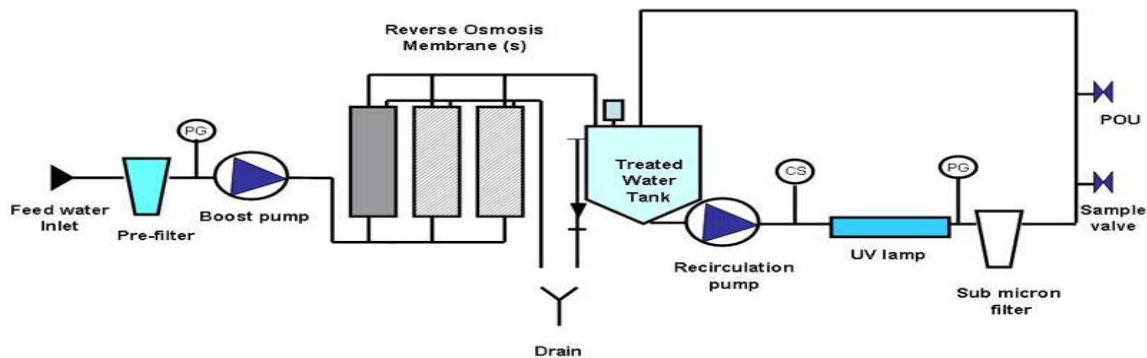 Reverse Osmosis
Membrane (s)
PG
Feed water
Inlet
Pre-filter
Boost pump
Treated
Water
Tank
Drain
Recirculation
pump
CS
UV lamp
PG
Sub micron
filter
POU
Sample
valve